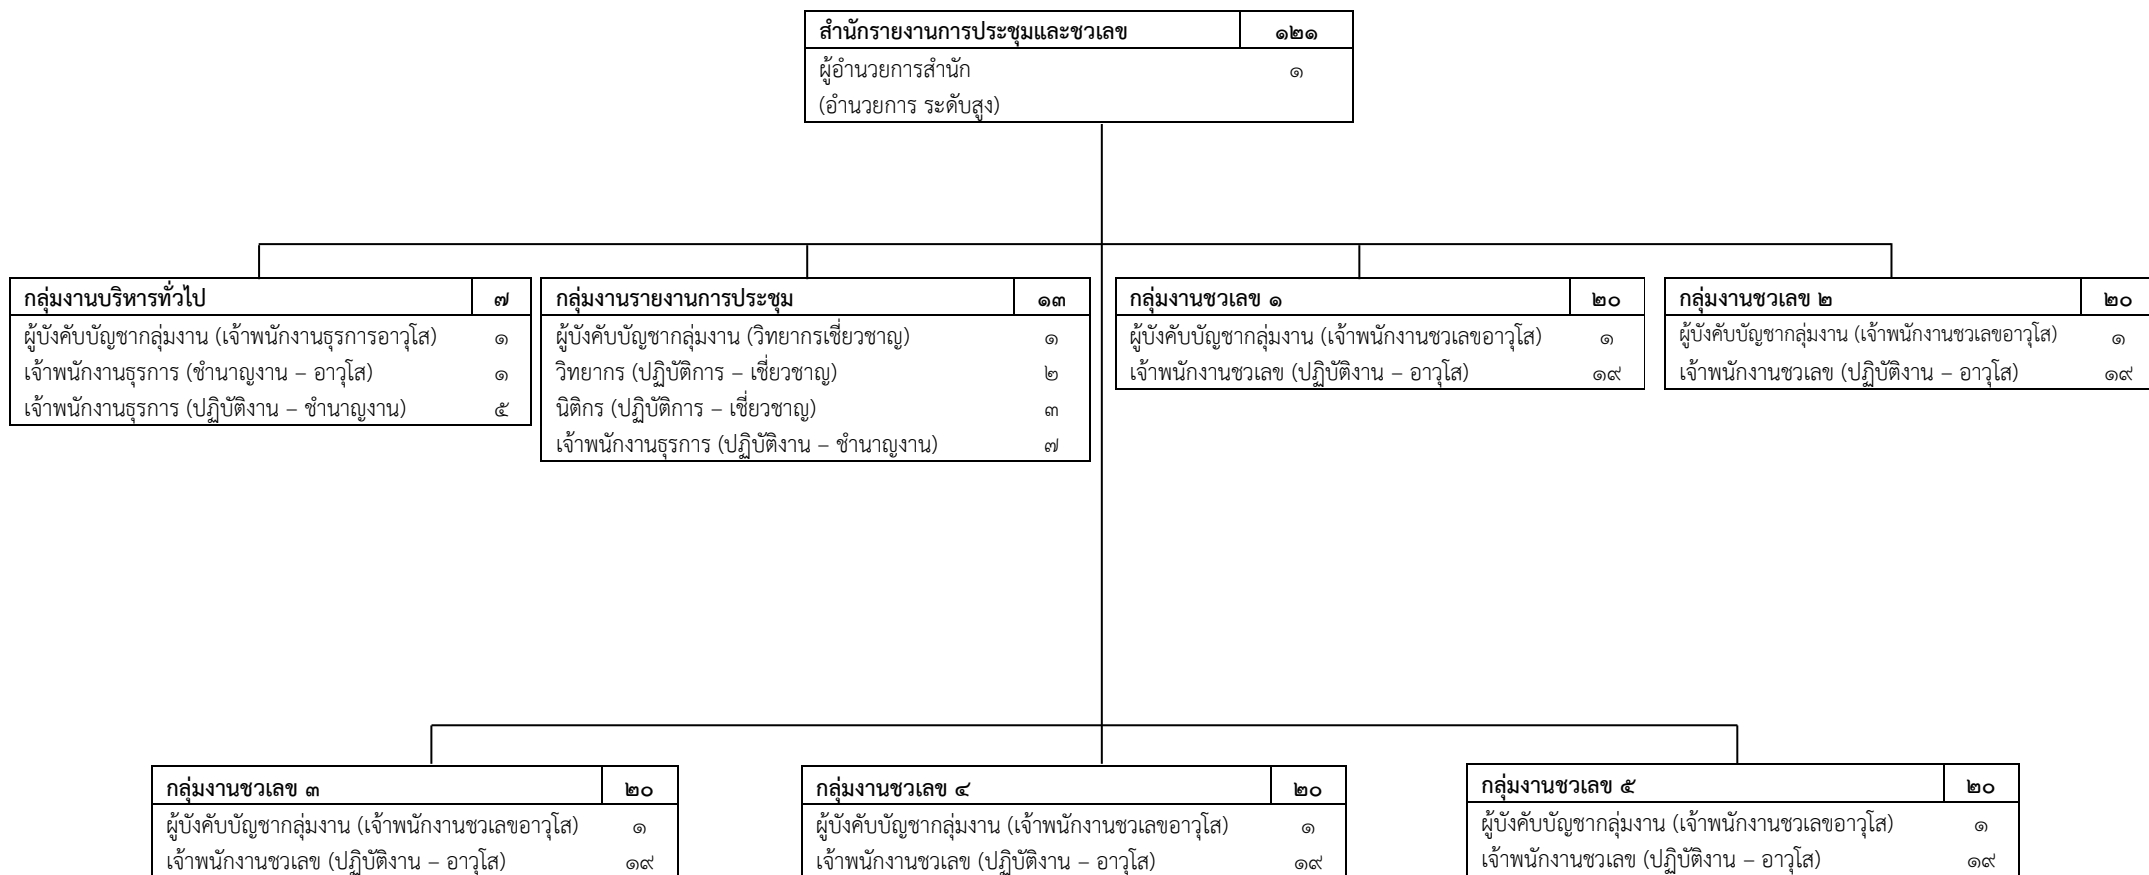 สำนักรายงานการประชุมและชวเลข ๑๒๑
ผู้อำนวยการสำนัก ๑
(อำนวยการ ระดับสูง)
กลุ่มงานบริหารทั่วไป ๗
ผู้บังคับบัญชากลุ่มงาน (เจ้าพนักงานธุรการอาวุโส) ๑
เจ้าพนักงานธุรการ (ชำนาญงาน – อาวุโส) ๑
เจ้าพนักงานธุรการ (ปฏิบัติงาน – ชำนาญงาน) ๕
กลุ่มงานรายงานการประชุม ๑๓
ผู้บังคับบัญชากลุ่มงาน (วิทยากรเชี่ยวชาญ) ๑
วิทยากร (ปฏิบัติการ – เชี่ยวชาญ) ๒
นิติกร (ปฏิบัติการ – เชี่ยวชาญ) ๓
เจ้าพนักงานธุรการ (ปฏิบัติงาน – ชำนาญงาน) ๗
กลุ่มงานชวเลข ๑ ๒๐
ผู้บังคับบัญชากลุ่มงาน (เจ้าพนักงานชวเลขอาวุโส) ๑
เจ้าพนักงานชวเลข (ปฏิบัติงาน – อาวุโส) ๑๙
กลุ่มงานชวเลข ๒ ๒๐
ผู้บังคับบัญชากลุ่มงาน (เจ้าพนักงานชวเลขอาวุโส) ๑
เจ้าพนักงานชวเลข (ปฏิบัติงาน – อาวุโส) ๑๙
กลุ่มงานชวเลข ๓ ๒๐
ผู้บังคับบัญชากลุ่มงาน (เจ้าพนักงานชวเลขอาวุโส) ๑
เจ้าพนักงานชวเลข (ปฏิบัติงาน – อาวุโส) ๑๙
กลุ่มงานชวเลข ๔ ๒๐
ผู้บังคับบัญชากลุ่มงาน (เจ้าพนักงานชวเลขอาวุโส) ๑
เจ้าพนักงานชวเลข (ปฏิบัติงาน – อาวุโส) ๑๙
กลุ่มงานชวเลข ๕ ๒๐
ผู้บังคับบัญชากลุ่มงาน (เจ้าพนักงานชวเลขอาวุโส) ๑
เจ้าพนักงานชวเลข (ปฏิบัติงาน – อาวุโส) ๑๙